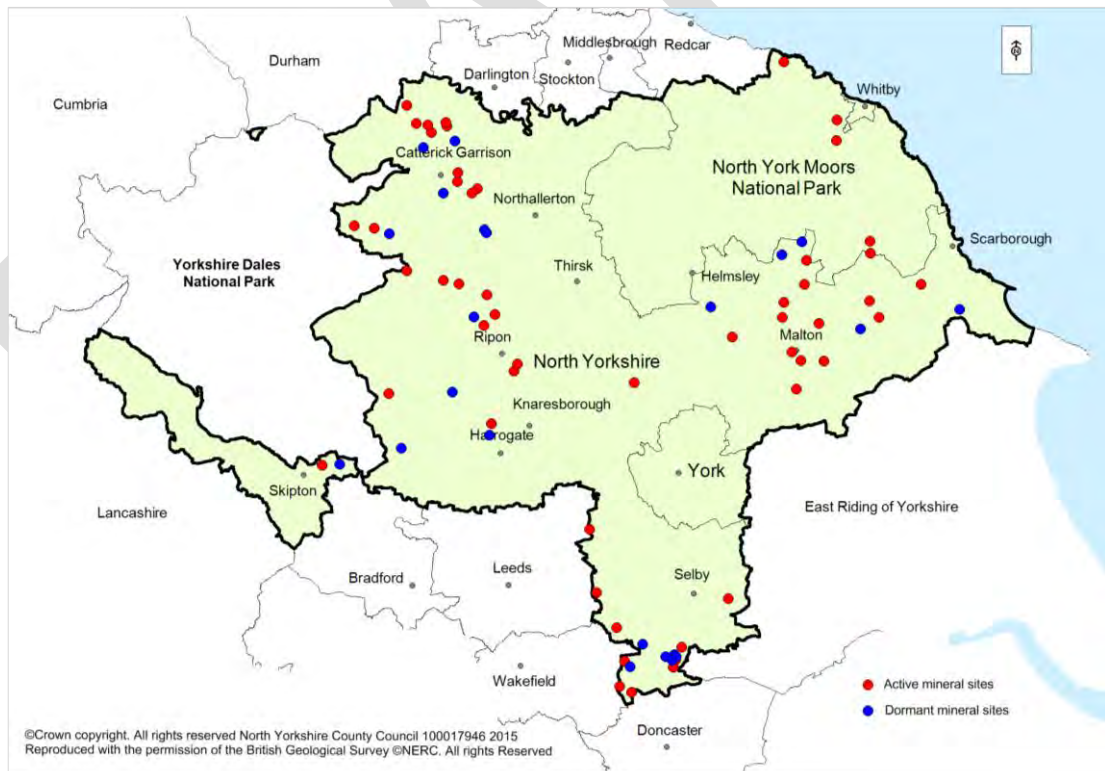 Middlesbrough
Redcar
Durham
Darlington
Stockton
Cumbria
Whitby
Catterick Garrison
North York Moors
National Park
Northallerton
Scarborough
Yorkshire Dales
National Park
Thirsk
Helmsley
Ripon
Malton
North Yorkshire
Knaresborough
Harrogate
York
Skipton
Lancashire
East Riding of Yorkshire
Leeds
Bradford
Selby
Wakefield
Active mineral sites
Dormant mineral sites
Doncaster
©Crown copyright. All rights reserved North Yorkshire County Council 100017946 2015
Reproduced with the permission of the British Geological Survey ©NERC. All rights Reserved